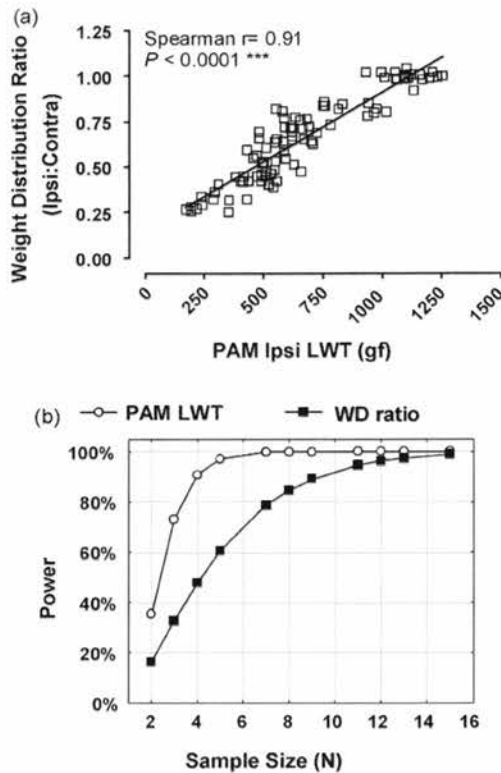 (a)
Spearman r= 0.91
P < 0.0001 ***
Weight Distribution Ratio
(Ipsi:Contra)
1.25
1.00
0.75
0.50
0.25
0.00
0
250
500
750
1000
1250
1500
PAM Ipsi LWT (gf)
(b)
PAM LWT
WD ratio
Power
100%
80%
60%
40%
20%
0%
2
4
6
8
10
12
14
16
Sample Size (N)